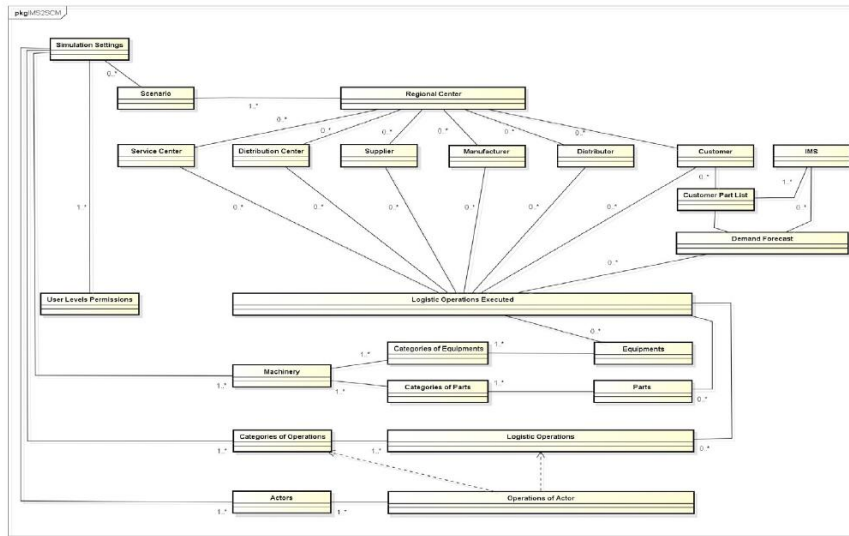 pkg IMS2SCM
Simulation Settings
0..*
Scenario
Regional Center
1..*
0..* 0..* 0..* 0..* 0..* 0..*
Service Center Distribution Center Supplier Manufacturer Distributor Customer IMS
0..* 1..*
Customer Part List
1..* 0..* 0..* 0..* 0..* 0..* 0..* 0..*
Demand Forecast
0..*
User Levels Permissions Logistic Operations Executed
0..*
Categories of Equipments 1..* Equipments
1..*
Machinery
1..* 1..* Categories of Parts 1..* Parts
0..*
Categories of Operations Logistic Operations
1..* 1..* 0..*
Actors Operations of Actor
1..* 1..*